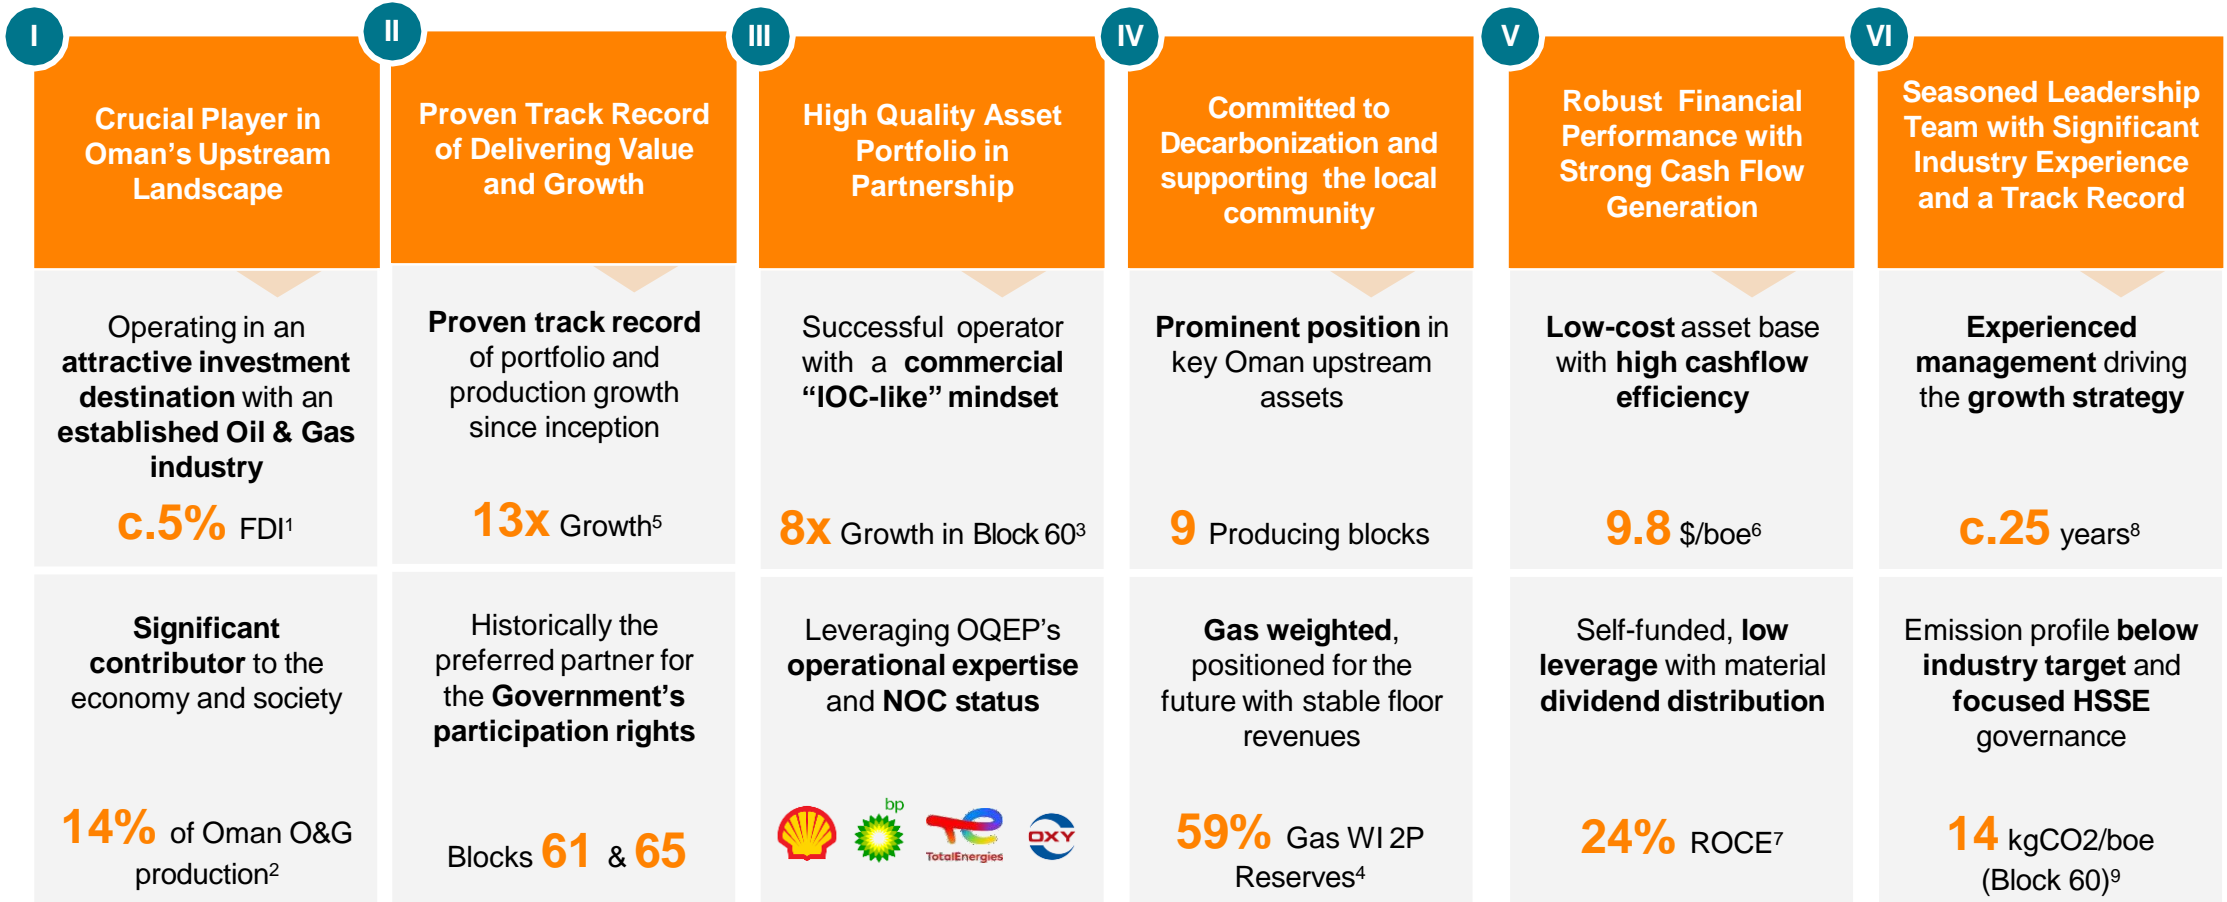 I
Crucial Player in
Oman’s Upstream
Landscape
Operating in an
attractive investment
destination with an
established Oil & Gas
industry
c.5% FDI¹
Significant
contributor to the
economy and society
14% of Oman O&G
production²
II
Proven Track Record
of Delivering Value
and Growth
Proven track record
of portfolio and
production growth
since inception
13x Growth⁵
Historically the
preferred partner for
the Government’s
participation rights
Blocks 61 & 65
III
High Quality Asset
Portfolio in
Partnership
Successful operator
with a commercial
“IOC-like” mindset
8x Growth in Block 60³
Leveraging OQEP’s
operational expertise
and NOC status
bp
TotalEnergies
OXY
IV
Committed to
Decarbonization and
supporting the local
community
Prominent position in
key Oman upstream
assets
9 Producing blocks
Gas weighted,
positioned for the
future with stable floor
revenues
59% Gas WI 2P
Reserves⁴
V
Robust Financial
Performance with
Strong Cash Flow
Generation
Low-cost asset base
with high cashflow
efficiency
9.8 $/boe⁶
Self-funded, low
leverage with material
dividend distribution
24% ROCE⁷
VI
Seasoned Leadership
Team with Significant
Industry Experience
and a Track Record
Experienced
management driving
the growth strategy
c.25 years⁸
Emission profile below
industry target and
focused HSSE
governance
14 kgCO2/boe
(Block 60)⁹